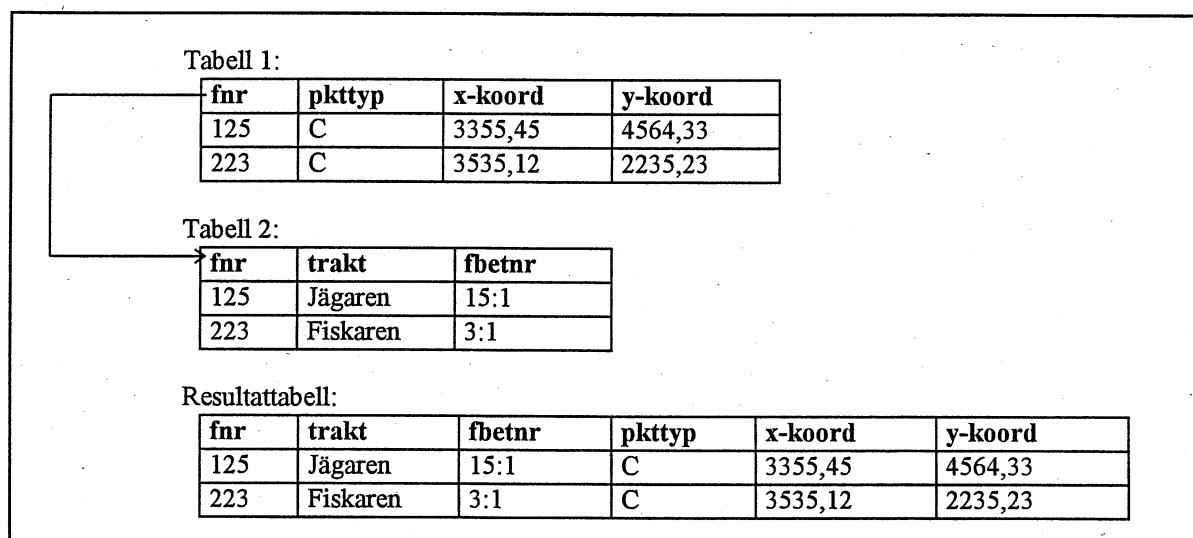 Tabell 1:
fnr pkttyp x-koord y-koord
125 C 3355,45 4564,33
223 C 3535,12 2235,23
Tabell 2:
fnr trakt fbetnr
125 Jägaren 15:1
223 Fiskaren 3:1
Resultattabell:
fnr trakt fbetnr pkttyp x-koord y-koord
125 Jägaren 15:1 C 3355,45 4564,33
223 Fiskaren 3:1 C 3535,12 2235,23